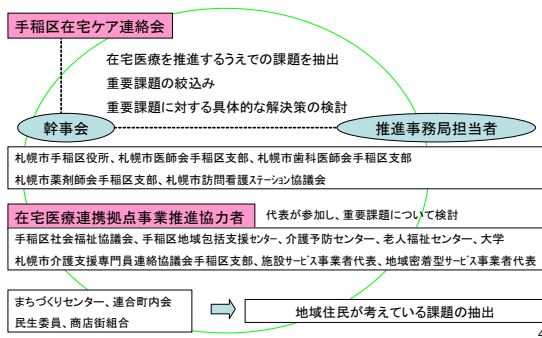 手稲区在宅ケア連絡会
在宅医療を推進するうえでの課題を抽出
重要課題の絞込み
重要課題に対する具体的な解決策の検討
幹事会
推進事務局担当者
札幌市手稲区役所、札幌市医師会手稲区支部、札幌市歯科医師会手稲区支部
札幌市薬剤師会手稲区支部、札幌市訪問看護ステーション協議会
在宅医療連携拠点事業推進協力者
代表が参加し、重要課題について検討
手稲区社会福祉協議会、手稲区地域包括支援センター、介護予防センター、老人福祉センター、大学
札幌市介護支援専門員連絡協議会手稲区支部、施設サービス事業者代表、地域密着型サービス事業者代表
まちづくりセンター、連合町内会
民生委員、商店街組合
地域住民が考えている課題の抽出
4